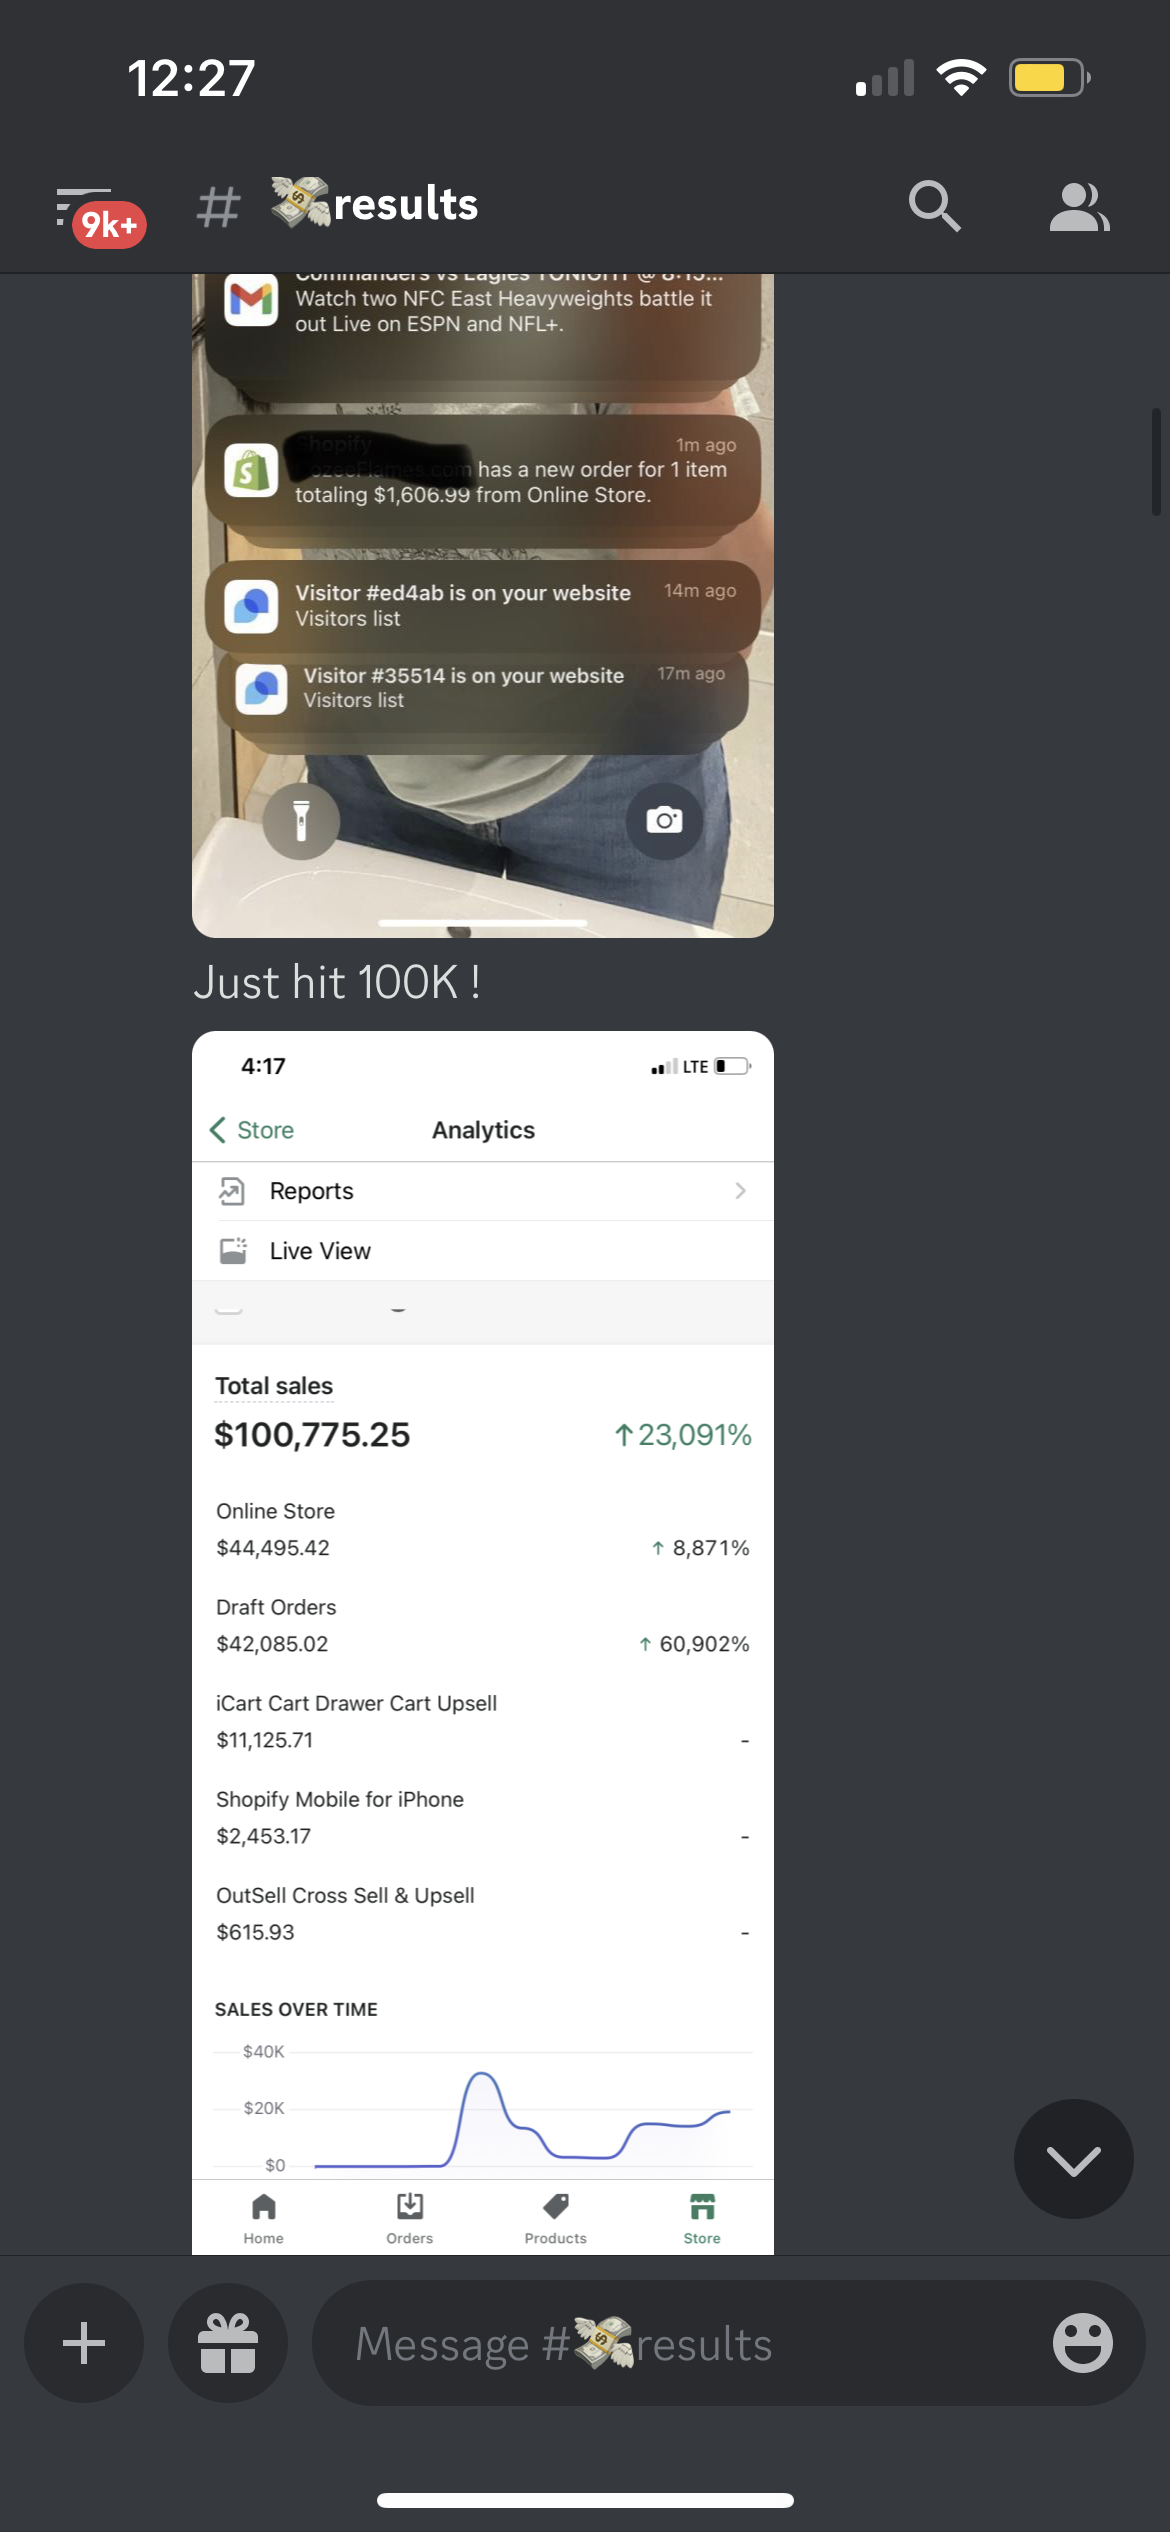 12:27
9k+
# 💸results
Commanders vs Eagles TONIGHT @ 8:15...
Watch two NFC East Heavyweights battle it
out Live on ESPN and NFL+.
Shopify
1m ago
has a new order for 1 item
totaling $1,606.99 from Online Store.
Visitor #ed4ab is on your website
14m ago
Visitors list
Visitor #35514 is on your website
17m ago
Visitors list
Just hit 100K !
4:17
LTE
Store
Analytics
Reports
Live View
Total sales
$100,775.25
↑23,091%
Online Store
$44,495.42
↑ 8,871%
Draft Orders
$42,085.02
↑ 60,902%
iCart Cart Drawer Cart Upsell
$11,125.71
-
Shopify Mobile for iPhone
$2,453.17
-
OutSell Cross Sell & Upsell
$615.93
-
SALES OVER TIME
$40K
$20K
$0
Home
Orders
Products
Store
Message #💸results